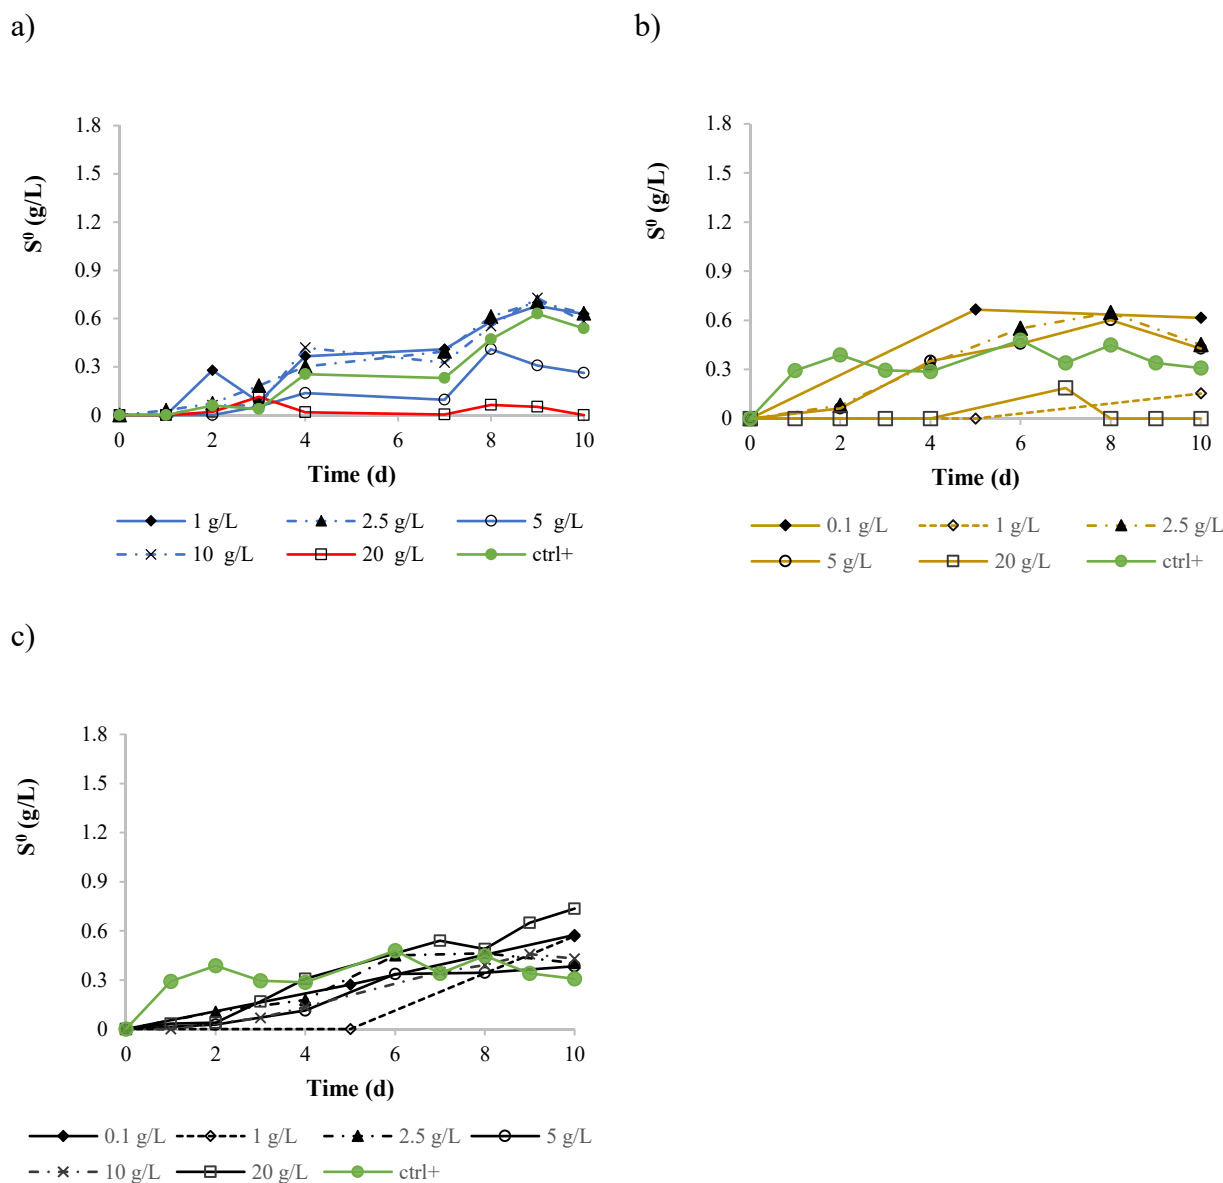 a)
b)
1.8
1.5
1.2
0.9
0.6
0.3
0
S⁰ (g/L)
0 2 4 6 8 10
Time (d)
1 g/L 2.5 g/L 5 g/L
10 g/L 20 g/L ctrl+
1.8
1.5
1.2
0.9
0.6
0.3
0
S⁰ (g/L)
0 2 4 6 8 10
Time (d)
0.1 g/L 1 g/L 2.5 g/L
5 g/L 20 g/L ctrl+
c)
1.8
1.5
1.2
0.9
0.6
0.3
0
S⁰ (g/L)
0 2 4 6 8 10
Time (d)
0.1 g/L 1 g/L 2.5 g/L 5 g/L
10 g/L 20 g/L ctrl+